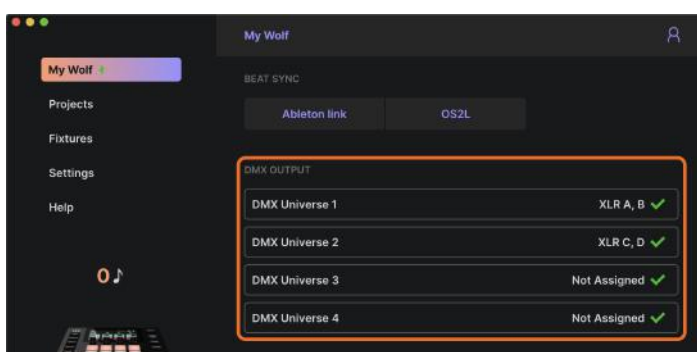 My Wolf
My Wolf
Projects
Fixtures
Settings
Help
0♪
BEAT SYNC
Ableton link
OS2L
DMX OUTPUT
DMX Universe 1 XLR A, B ✓
DMX Universe 2 XLR C, D ✓
DMX Universe 3 Not Assigned ✓
DMX Universe 4 Not Assigned ✓